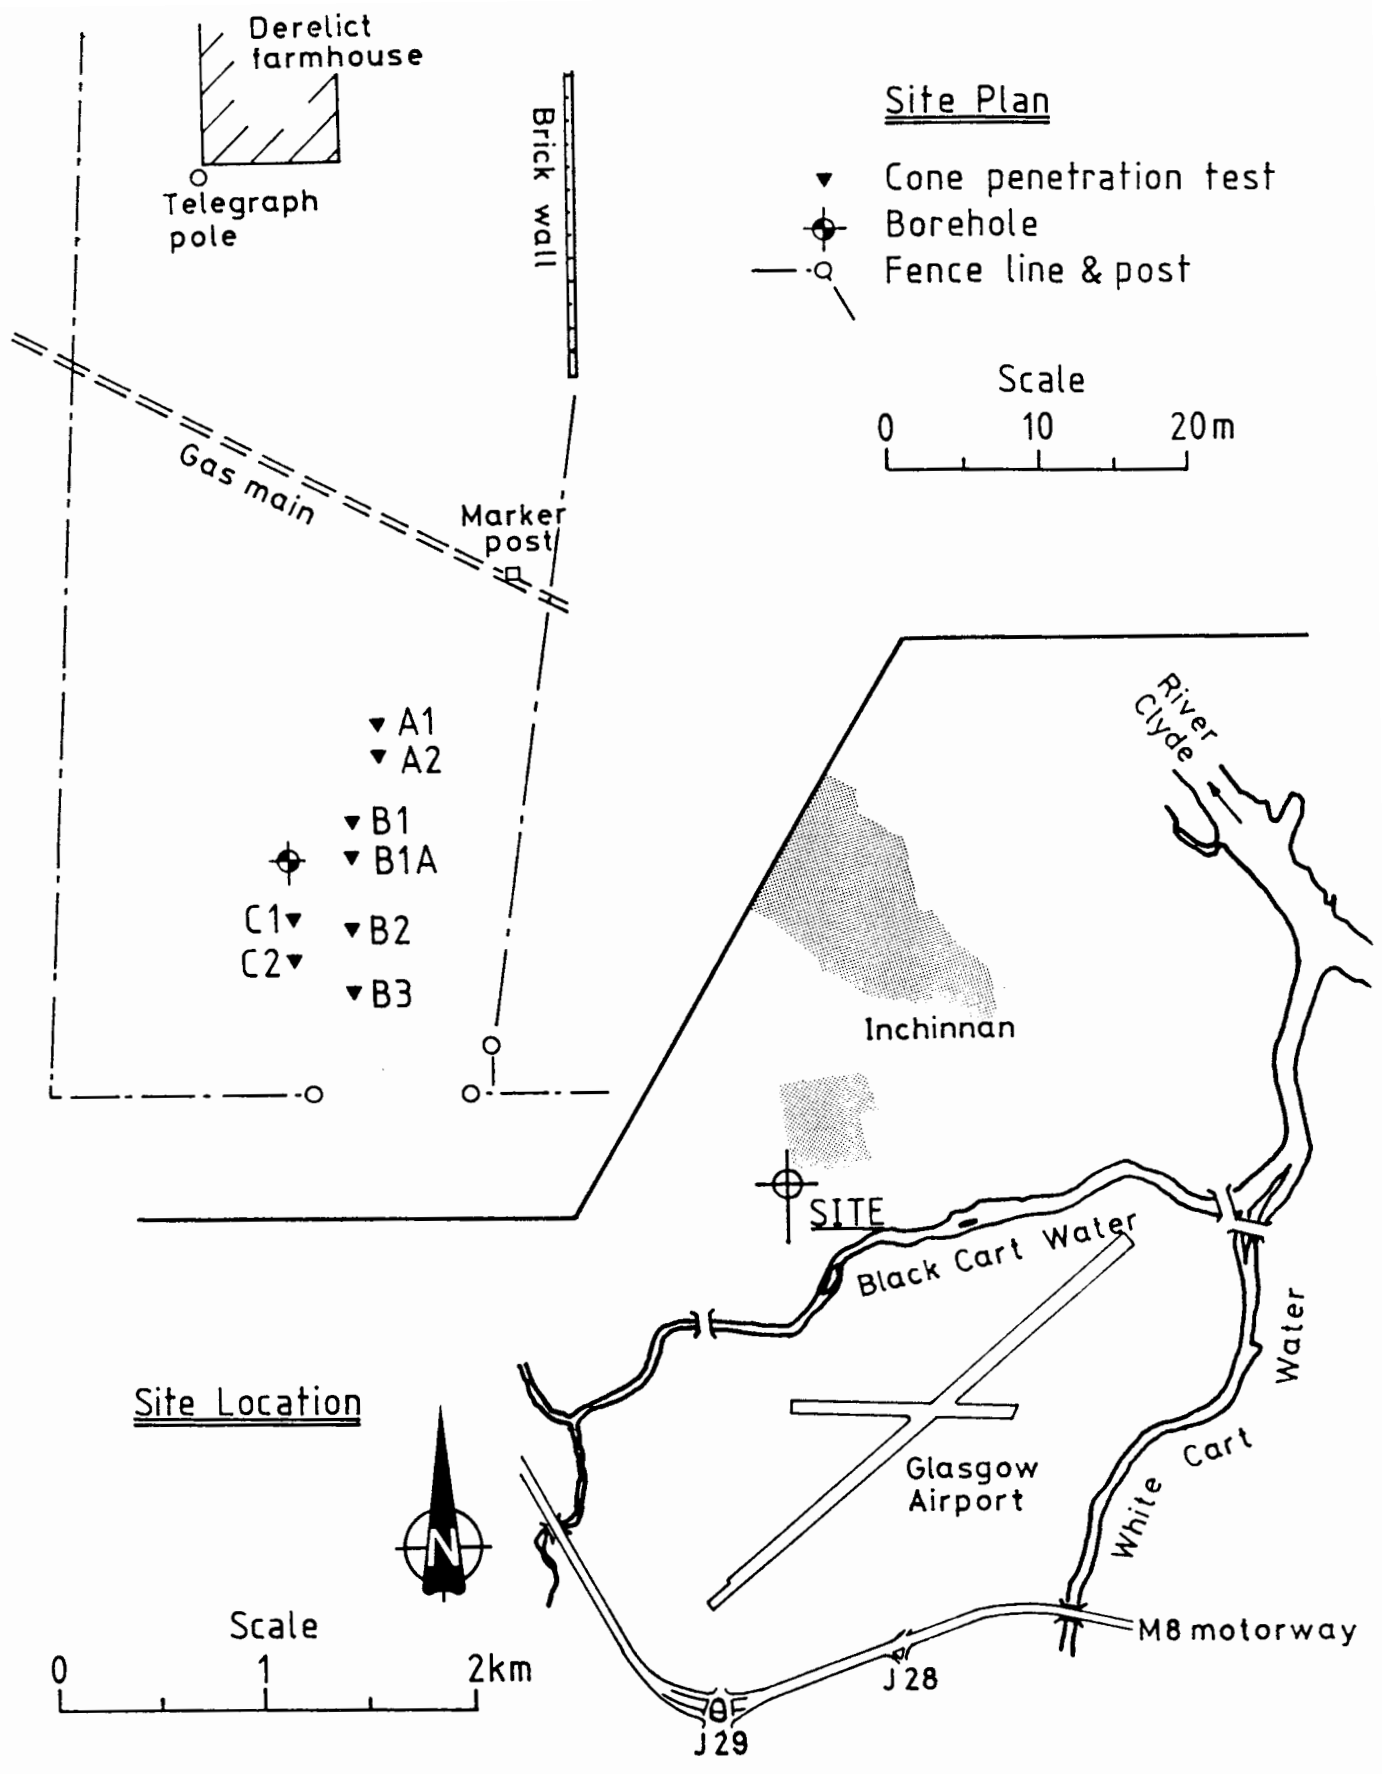 Derelict
farmhouse
Telegraph
pole
Brick wall
Site Plan
Cone penetration test
Borehole
Fence line & post
Scale
0 10 20m
Gas main
Marker
post
A1
A2
B1
B1A
C1
B2
C2
B3
River
Clyde
Inchinnan
SITE
Black Cart Water
Water
Cart
White
Glasgow
Airport
Site Location
N
Scale
0 1 2km
M8 motorway
J28
J29